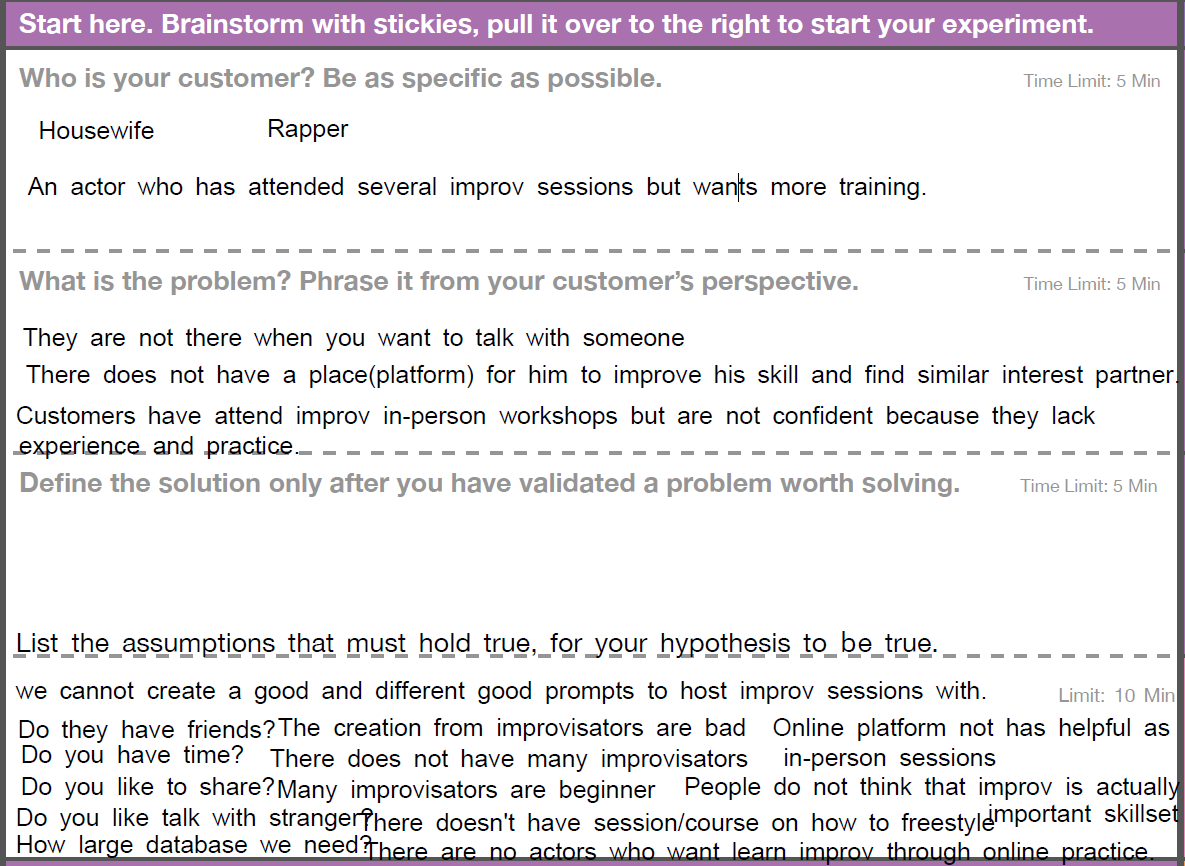 Start here. Brainstorm with stickies, pull it over to the right to start your experiment.
Who is your customer? Be as specific as possible.
Time Limit: 5 Min
Housewife
Rapper
An actor who has attended several improv sessions but wants more training.
What is the problem? Phrase it from your customer's perspective.
Time Limit: 5 Min
They are not there when you want to talk with someone
There does not have a place(platform) for him to improve his skill and find similar interest partner.
Customers have attend improv in-person workshops but are not confident because they lack
experience and practice.
Define the solution only after you have validated a problem worth solving.
Time Limit: 5 Min
List the assumptions that must hold true, for your hypothesis to be true.
we cannot create a good and different good prompts to host improv sessions with.
Limit: 10 Min
Do they have friends?
Do you have time?
Do you like to share?
Do you like talk with stranger?
How large database we need?
The creation from improvisators are bad
There does not have many improvisators
Many improvisators are beginner
There doesn't have session/course on how to freestyle
There are no actors who want learn improv through online practice.
Online platform not has helpful as
in-person sessions
People do not think that improv is actually
important skillset